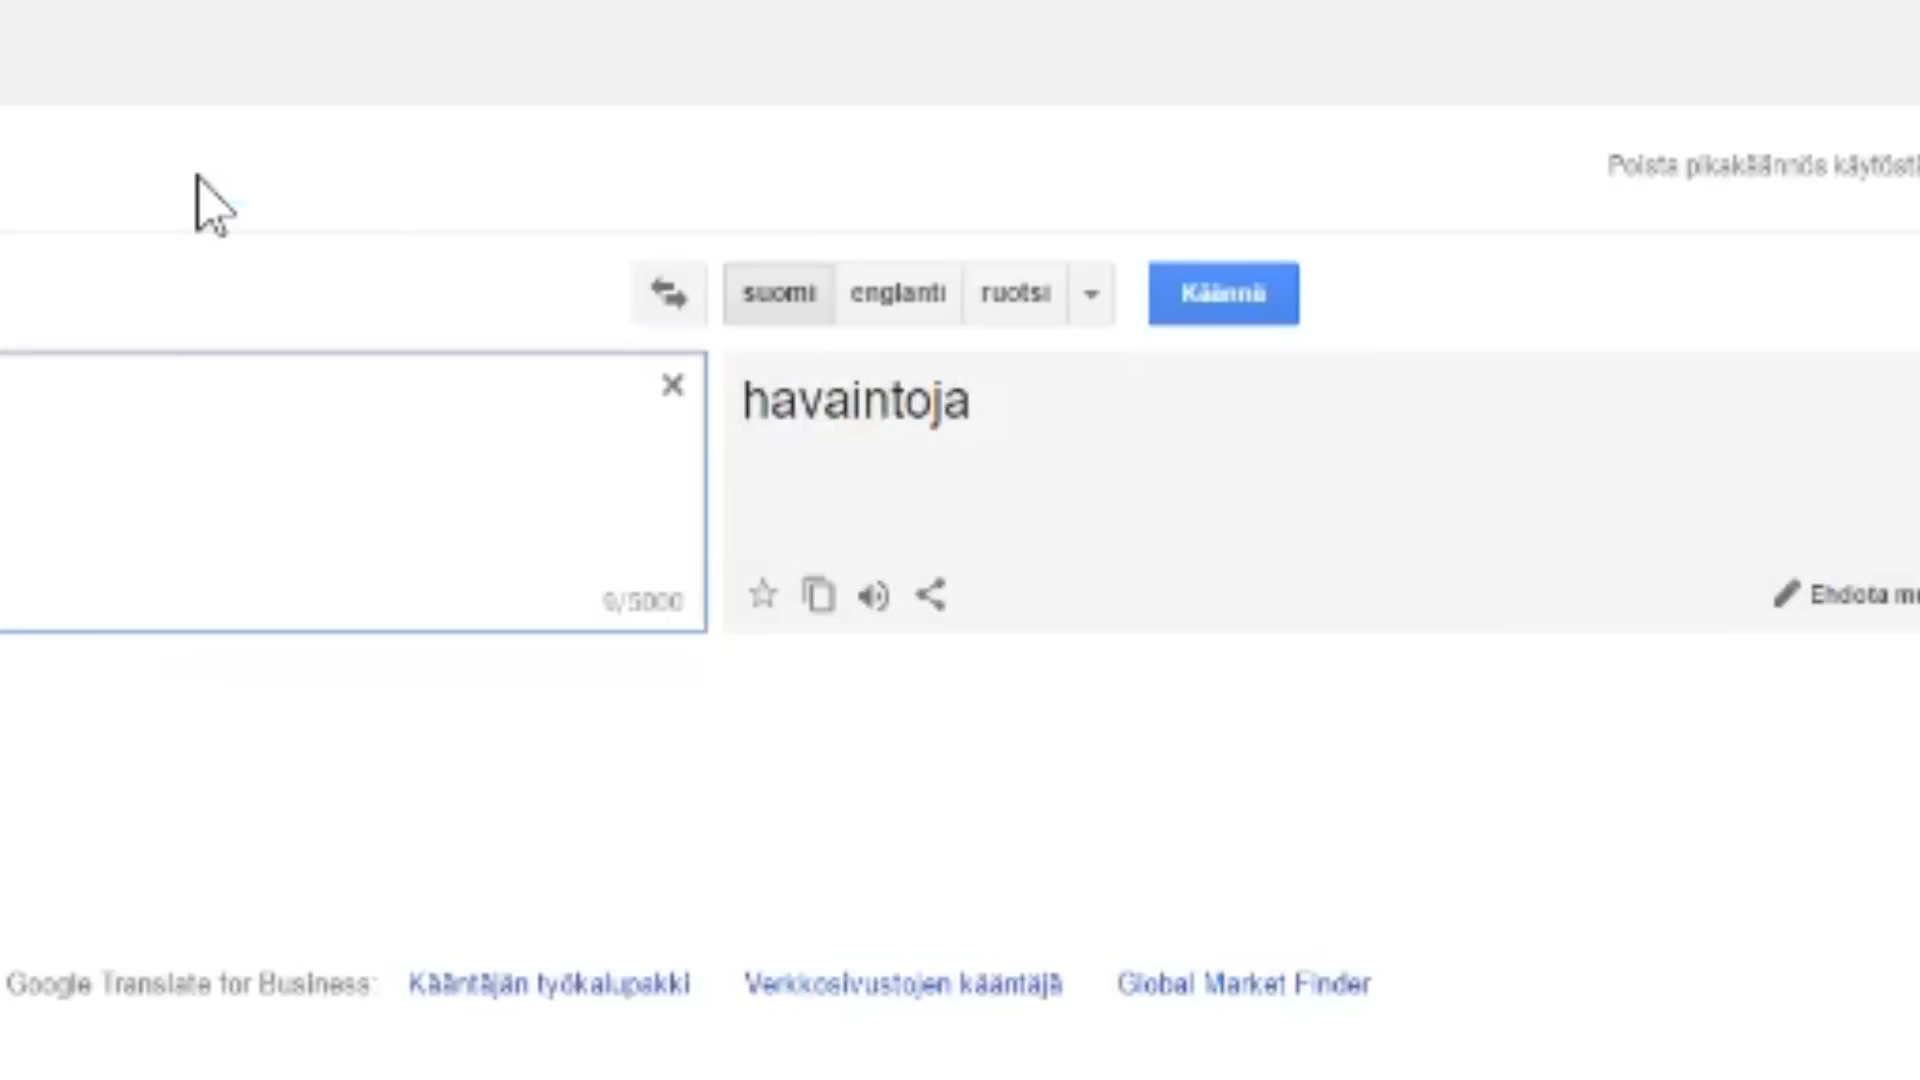 Poista pikakäännös käytöstä
suomi englanti ruotsi Käännä
havaintoja
9/5000
Ehdota
Google Translate for Business: Kääntäjän työkalupakki Verkkosivustojen kääntäjä Global Market Finder